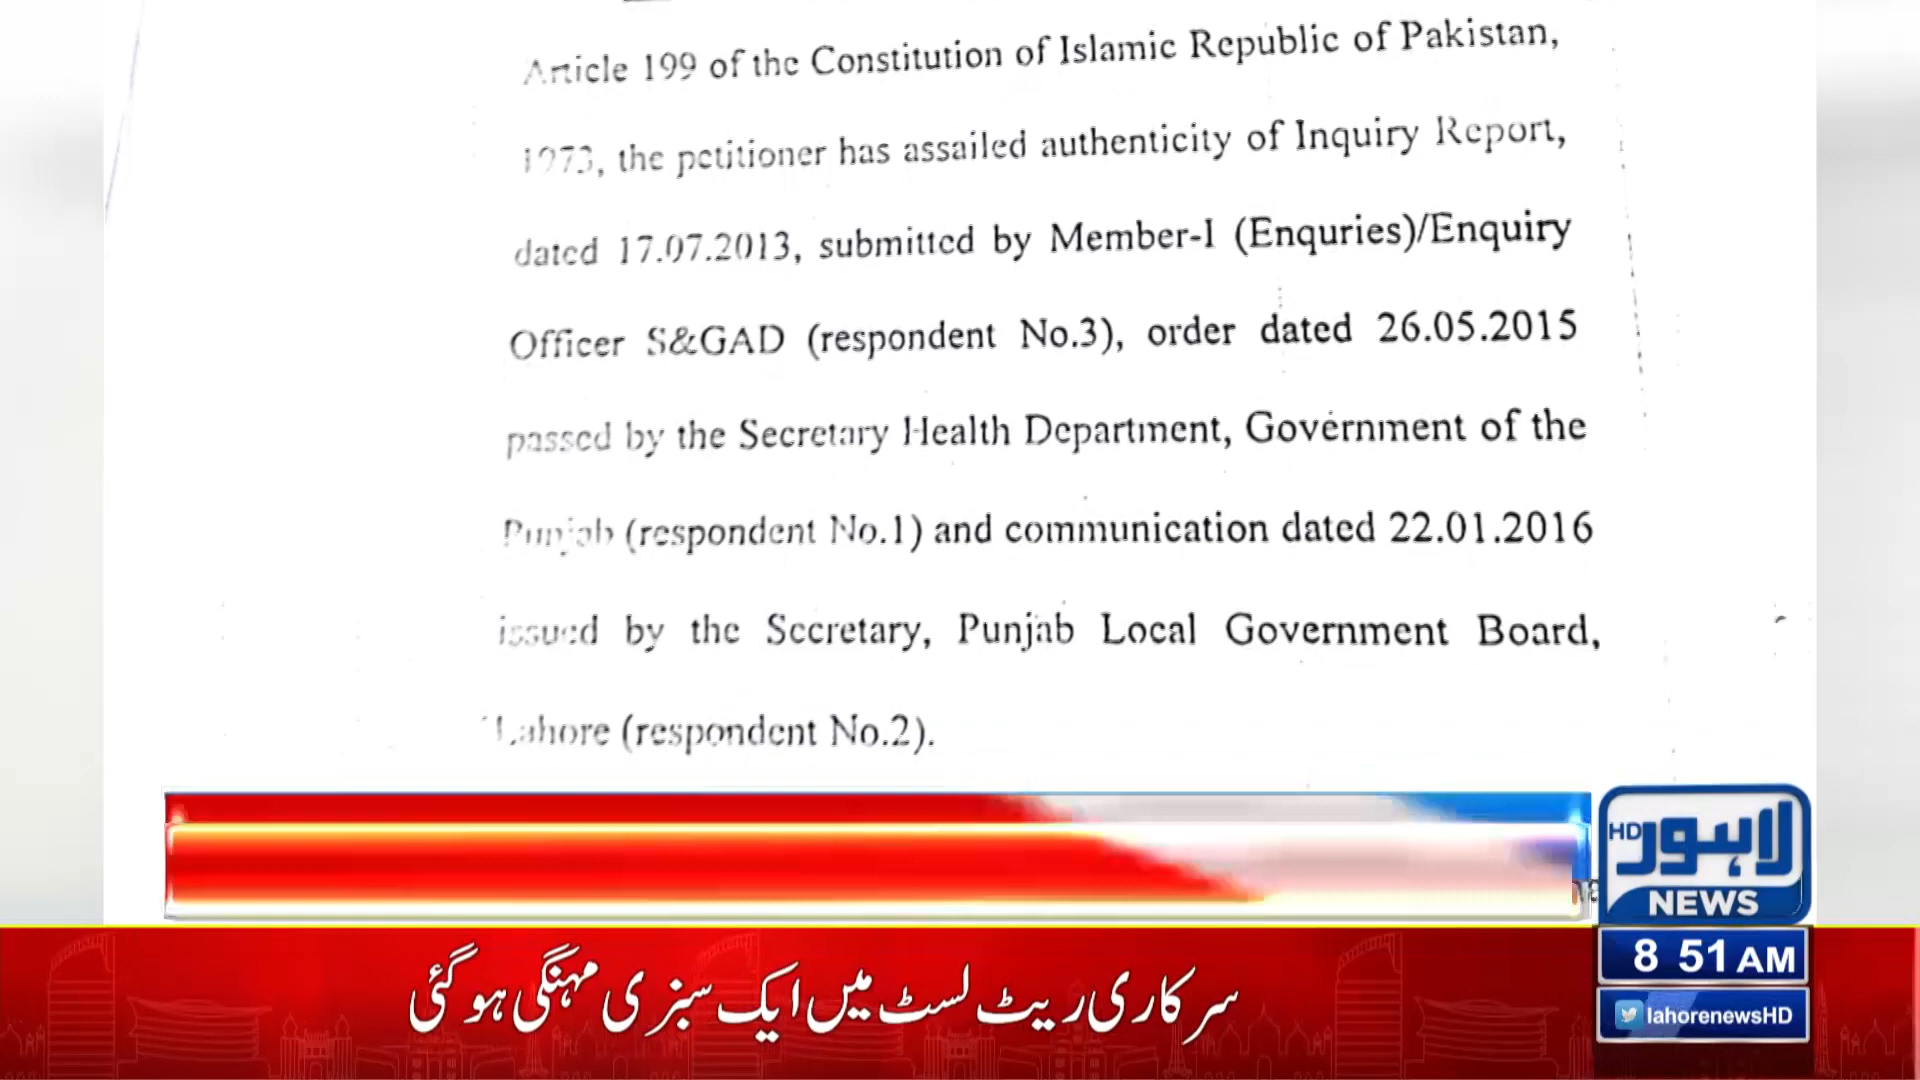 Article 199 of the Constitution of Islamic Republic of Pakistan,
1973, the petitioner has assailed authenticity of Inquiry Report,
dated 17.07.2013, submitted by Member-I (Enquries)/Enquiry
Officer S&GAD (respondent No.3), order dated 26.05.2015
passed by the Secretary Health Department, Government of the
Punjab (respondent No.1) and communication dated 22.01.2016
issued by the Secretary, Punjab Local Government Board,
Lahore (respondent No.2).
لاہور HD
NEWS
8 51 AM
lahorenewsHD
سرکاری ریٹ لسٹ میں ایک سبزی مہنگی ہوگئی